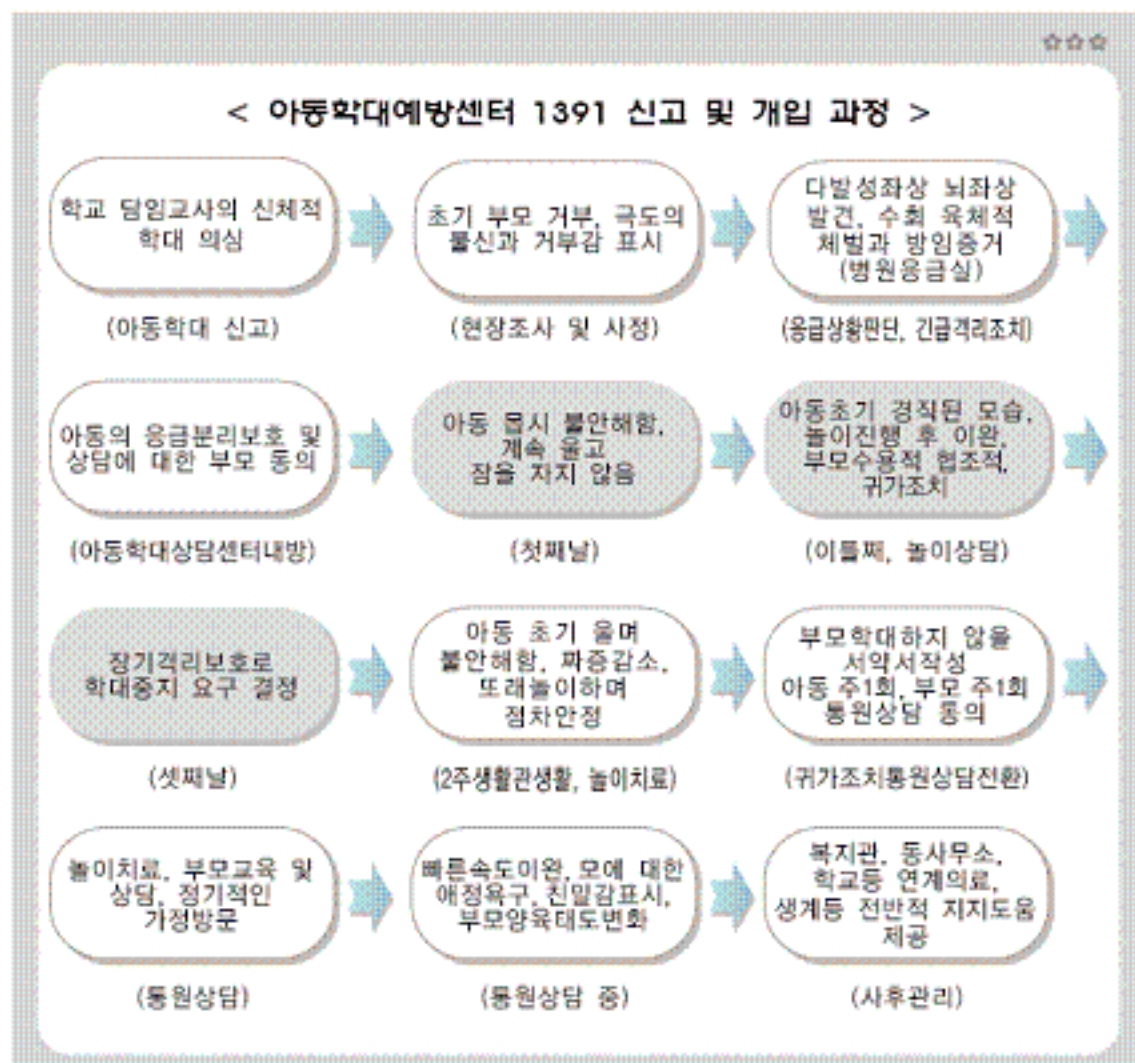 ☆☆☆
< 아동학대예방센터 1391 신고 및 개입 과정 >
학교 담임교사의 신체적
학대 의심
(아동학대 신고)
초기 부모 거부, 극도의
불신과 거부감 표시
(현장조사 및 사정)
다발성좌상 뇌좌상
발견, 수회 육체적
체벌과 방임증거
(병원응급실)
(응급상황판단, 긴급격리조치)
아동의 응급분리보호 및
상담에 대한 부모 동의
(아동학대상담센터내방)
아동 몹시 불안해함,
계속 울고
잠을 자지 않음
(첫째날)
아동초기 경직된 모습,
놀이진행 후 이완,
부모수용적 협조적,
귀가조치
(이틀째, 놀이상담)
장기격리보호로
학대중지 요구 결정
(셋째날)
아동 초기 울며
불안해함, 짜증감소,
또래놀이하며
점차안정
(2주생활관생활, 놀이치료)
부모학대하지 않을
서약서작성
아동 주1회, 부모 주1회
통원상담 동의
(귀가조치통원상담전환)
놀이치료, 부모교육 및
상담, 정기적인
가정방문
(통원상담)
빠른속도이완, 모에 대한
애정욕구, 친밀감표시,
부모양육태도변화
(통원상담 중)
복지관, 동사무소,
학교등 연계의료,
생계등 전반적 지지도움
제공
(사후관리)